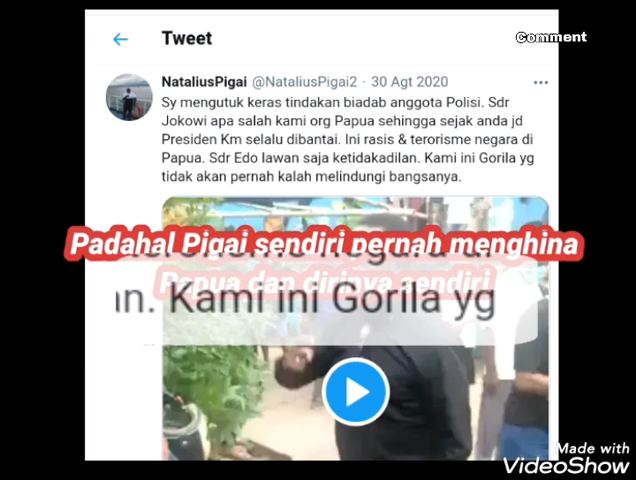 Tweet
Comment
NataliusPigai @NataliusPigai2 · 30 Agt 2020
Sy mengutuk keras tindakan biadab anggota Polisi. Sdr
Jokowi apa salah kami org Papua sehingga sejak anda jd
Presiden Km selalu dibantai. Ini rasis & terorisme negara di
Papua. Sdr Edo lawan saja ketidakadilan. Kami ini Gorila yg
tidak akan pernah kalah melindungi bangsanya.
Padahal Pigai sendiri pernah menghina
Papua dan dirinya sendiri
an. Kami ini Gorila yg
Made with
VideoShow